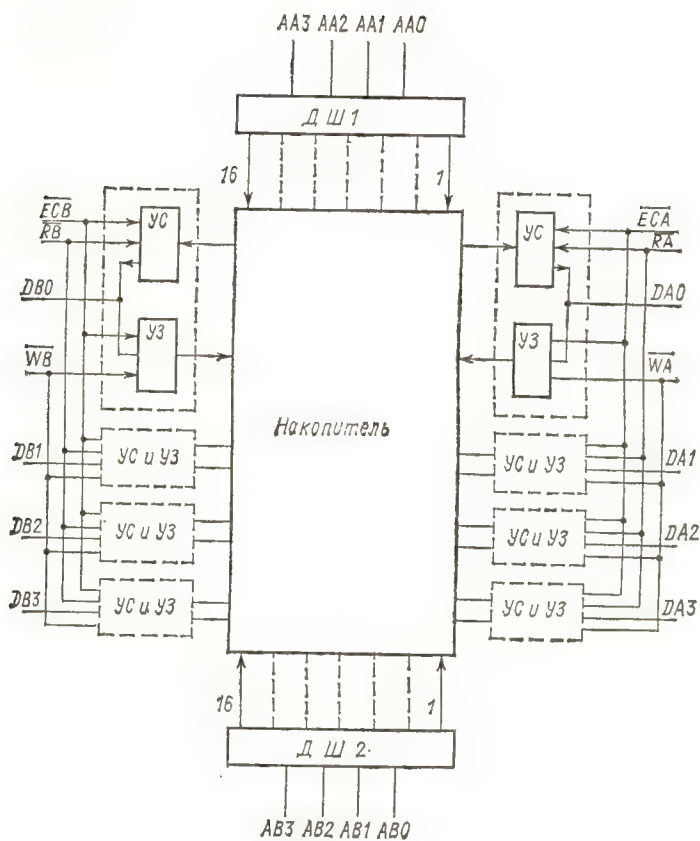 AA3 AA2 AA1 AA0
ДШ1
16 1
ECB УС УС ECA
RB RA
DB0 DA0
УЗ УЗ
WB WA
Накопитель
DB1 УС и УЗ УС и УЗ DA1
DB2 УС и УЗ УС и УЗ DA2
DB3 УС и УЗ УС и УЗ DA3
16 1
ДШ2
AB3 AB2 AB1 AB0